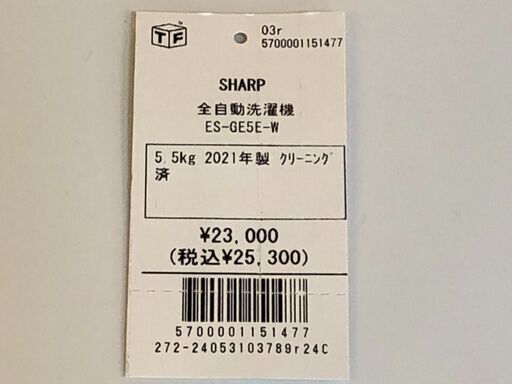 TF
03r
5700001151477
SHARP
全自動洗濯機
ES-GE5E-W
5.5kg 2021年製 ｸﾘｰﾆﾝｸﾞ
済
¥23,000
(税込¥25,300)
5700001151477
272-24053103789r24C